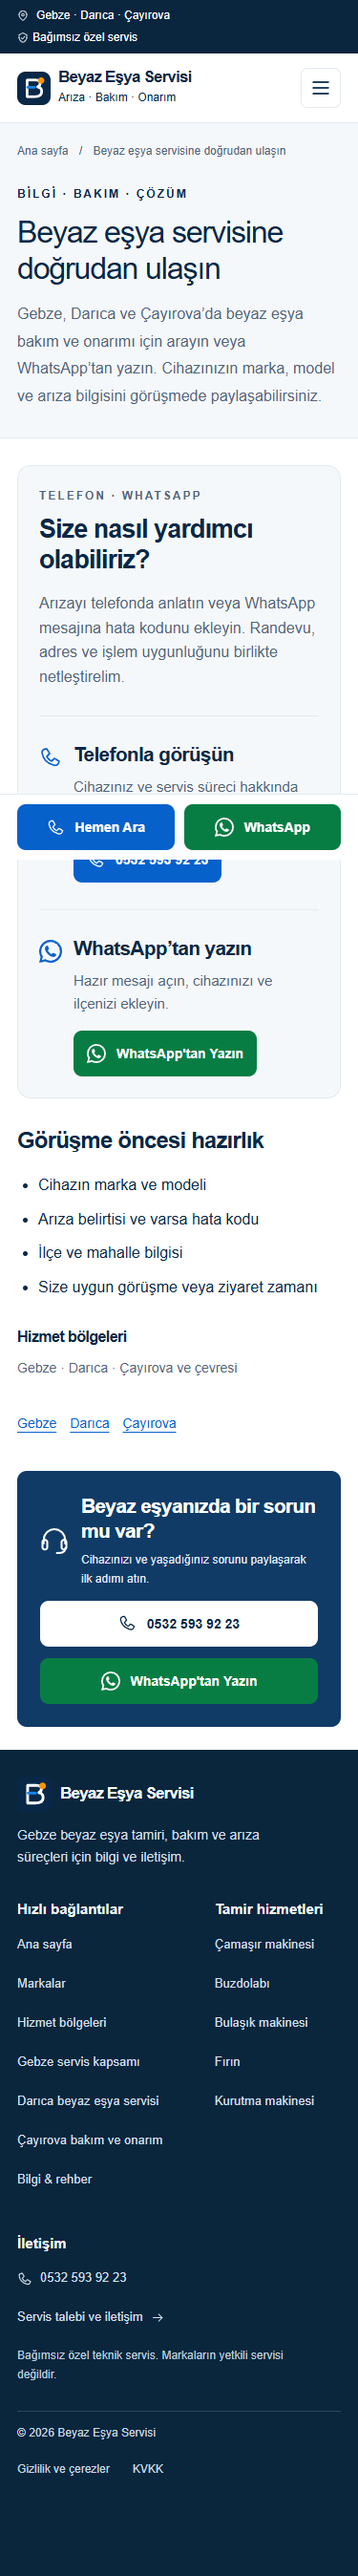 Gebze · Darıca · Çayırova
Bağımsız özel servis
Beyaz Eşya Servisi
Arıza · Bakım · Onarım
Ana sayfa / Beyaz eşya servisine doğrudan ulaşın
BİLGİ · BAKIM · ÇÖZÜM
Beyaz eşya servisine
doğrudan ulaşın
Gebze, Darıca ve Çayırova’da beyaz eşya
bakım ve onarımı için arayın veya
WhatsApp’tan yazın. Cihazınızın marka, model
ve arıza bilgisini görüşmede paylaşabilirsiniz.
TELEFON · WHATSAPP
Size nasıl yardımcı
olabiliriz?
Arızayı telefonda anlatın veya WhatsApp
mesajına hata kodunu ekleyin. Randevu,
adres ve işlem uygunluğunu birlikte
netleştirelim.
Telefonla görüşün
Cihazınız ve servis süreci hakkında
Hemen Ara
WhatsApp
0532 593 92 23
WhatsApp’tan yazın
Hazır mesajı açın, cihazınızı ve
ilçenizi ekleyin.
WhatsApp'tan Yazın
Görüşme öncesi hazırlık
• Cihazın marka ve modeli
• Arıza belirtisi ve varsa hata kodu
• İlçe ve mahalle bilgisi
• Size uygun görüşme veya ziyaret zamanı
Hizmet bölgeleri
Gebze · Darıca · Çayırova ve çevresi
Gebze Darıca Çayırova
Beyaz eşyanızda bir sorun
mu var?
Cihazınızı ve yaşadığınız sorunu paylaşarak
ilk adımı atın.
0532 593 92 23
WhatsApp'tan Yazın
Beyaz Eşya Servisi
Gebze beyaz eşya tamiri, bakım ve arıza
süreçleri için bilgi ve iletişim.
Hızlı bağlantılar
Ana sayfa
Markalar
Hizmet bölgeleri
Gebze servis kapsamı
Darıca beyaz eşya servisi
Çayırova bakım ve onarım
Bilgi & rehber
Tamir hizmetleri
Çamaşır makinesi
Buzdolabı
Bulaşık makinesi
Fırın
Kurutma makinesi
İletişim
0532 593 92 23
Servis talebi ve iletişim →
Bağımsız özel teknik servis. Markaların yetkili servisi
değildir.
© 2026 Beyaz Eşya Servisi
Gizlilik ve çerezler KVKK